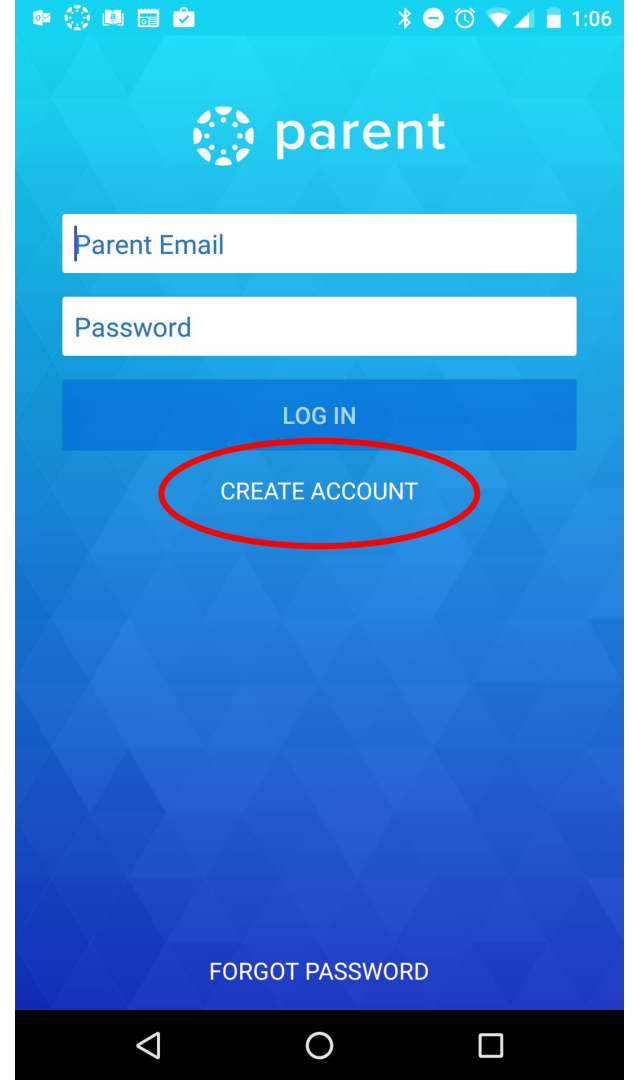 1:06
parent
Parent Email
Password
LOG IN
CREATE ACCOUNT
FORGOT PASSWORD